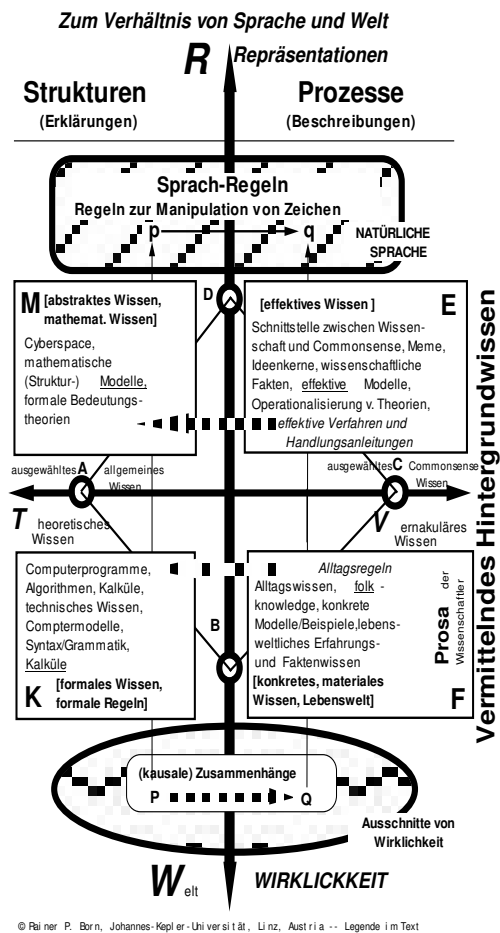 Zum Verhältnis von Sprache und Welt
R Repräsentationen
Strukturen
(Erklärungen)
Prozesse
(Beschreibungen)
Sprach-Regeln
Regeln zur Manipulation von Zeichen
p q
NATÜRLICHE
SPRACHE
D
M [abstraktes Wissen,
mathemat. Wissen]
Cyberspace,
mathematische
(Struktur-) Modelle,
formale Bedeutungs-
theorien
[effektives Wissen ] E
Schnittstelle zwischen Wissen-
schaft und Commonsense, Meme,
Ideenkerne, wissenschaftliche
Fakten, effektive Modelle,
Operationalisierung v. Theorien,
effektive Verfahren und
Handlungsanleitungen
ausgewähltes A allgemeines
Wissen
ausgewähltes C Commonsense
Wissen
T heoretisches
Wissen
V ernakuläres
Wissen
Vermittelndes Hintergrundwissen
Computerprogramme,
Algorithmen, Kalküle,
technisches Wissen,
Comptermodelle,
Syntax/Grammatik,
Kalküle
K [formales Wissen,
formale Regeln]
B
Alltagsregeln
Alltagswissen, folk -
knowledge, konkrete
Modelle/Beispiele,lebens-
weltliches Erfahrungs-
und Faktenwissen
[konkretes, materiales
Wissen, Lebenswelt] F
Prosa der
Wissenschaftler
(kausale) Zusammenhänge
P Q
Ausschnitte von
Wirklichkeit
W elt WIRKLICKKEIT
© Rainer P. Born, Johannes-Kepler-Universität, Linz, Austria -- Legende im Text